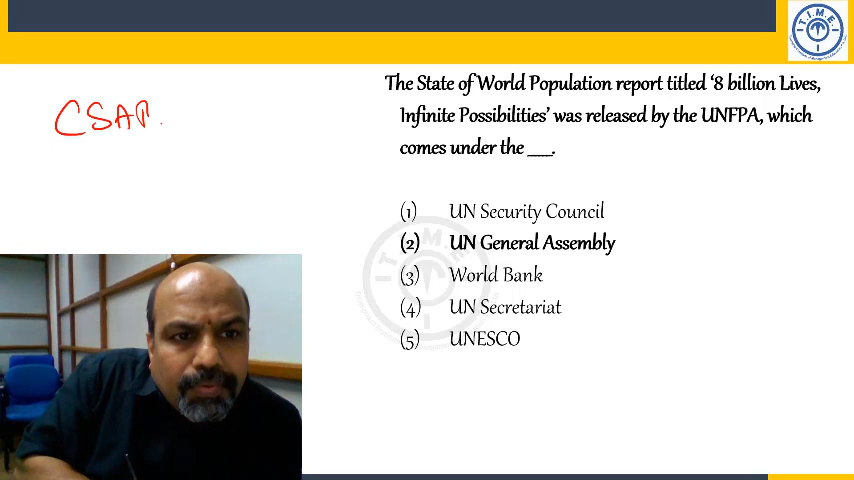 T.I.M.E.
The State of World Population report titled ‘8 billion Lives,
Infinite Possibilities’ was released by the UNFPA, which
comes under the ___.
CSAP
(1) UN Security Council
(2) UN General Assembly
(3) World Bank
(4) UN Secretariat
(5) UNESCO